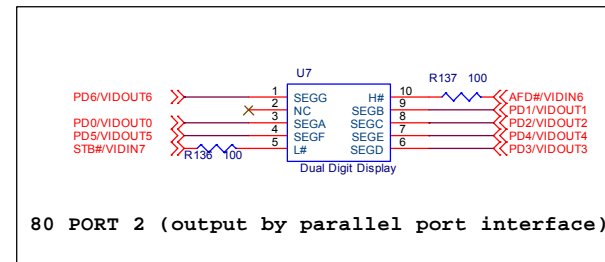 U7
R137 100
PD6/VIDOUT6 1 SEGG H# 10 AFD#/VIDIN6
2 NC SEGB 9 PD1/VIDOUT1
PD0/VIDOUT0 3 SEGA SEGC 8 PD2/VIDOUT2
PD5/VIDOUT5 4 SEGF SEGE 7 PD4/VIDOUT4
STB#/VIDIN7 5 L# SEGD 6 PD3/VIDOUT3
R136 100
Dual Digit Display
80 PORT 2 (output by parallel port interface)